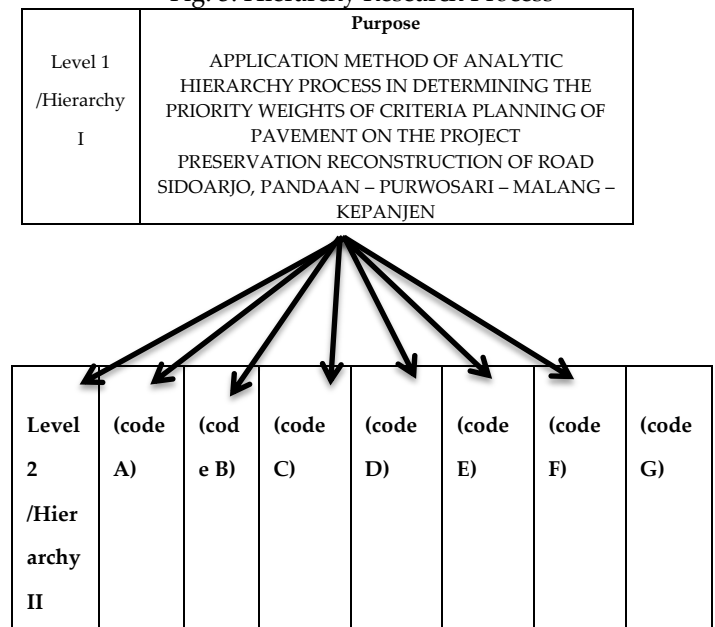 Fig. 3. Hierarchy Research Process
Purpose
Level 1
/Hierarchy
I
APPLICATION METHOD OF ANALYTIC
HIERARCHY PROCESS IN DETERMINING THE
PRIORITY WEIGHTS OF CRITERIA PLANNING OF
PAVEMENT ON THE PROJECT
PRESERVATION RECONSTRUCTION OF ROAD
SIDOARJO, PANDAAN – PURWOSARI – MALANG –
KEPANJEN
Level
2
/Hier
archy
II
(code
A)
(cod
e B)
(code
C)
(code
D)
(code
E)
(code
F)
(code
G)